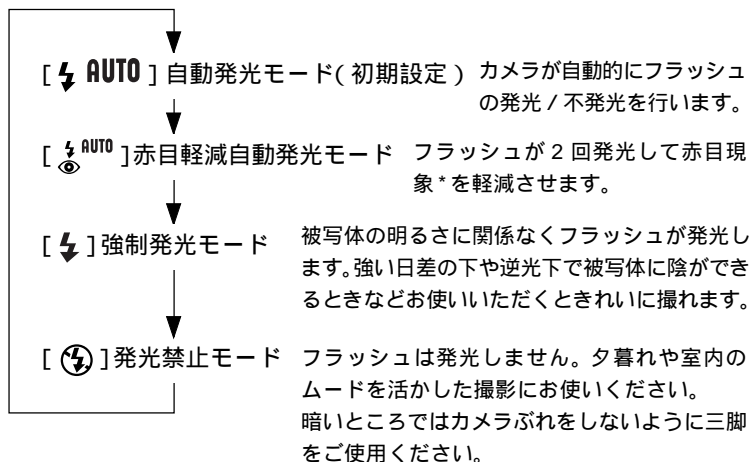 [ AUTO ] 自動発光モード( 初期設定 ) カメラが自動的にフラッシュ
の発光 / 不発光を行います。
[ AUTO ]赤目軽減自動発光モード フラッシュが 2 回発光して赤目現
象 * を軽減させます。
[ ]強制発光モード 被写体の明るさに関係なくフラッシュが発光し
ます。強い日差の下や逆光下で被写体に陰ができ
るときなどお使いいただくときれいに撮れます。
[ ]発光禁止モード フラッシュは発光しません。夕暮れや室内の
ムードを活かした撮影にお使いください。
暗いところではカメラぶれをしないように三脚
をご使用ください。